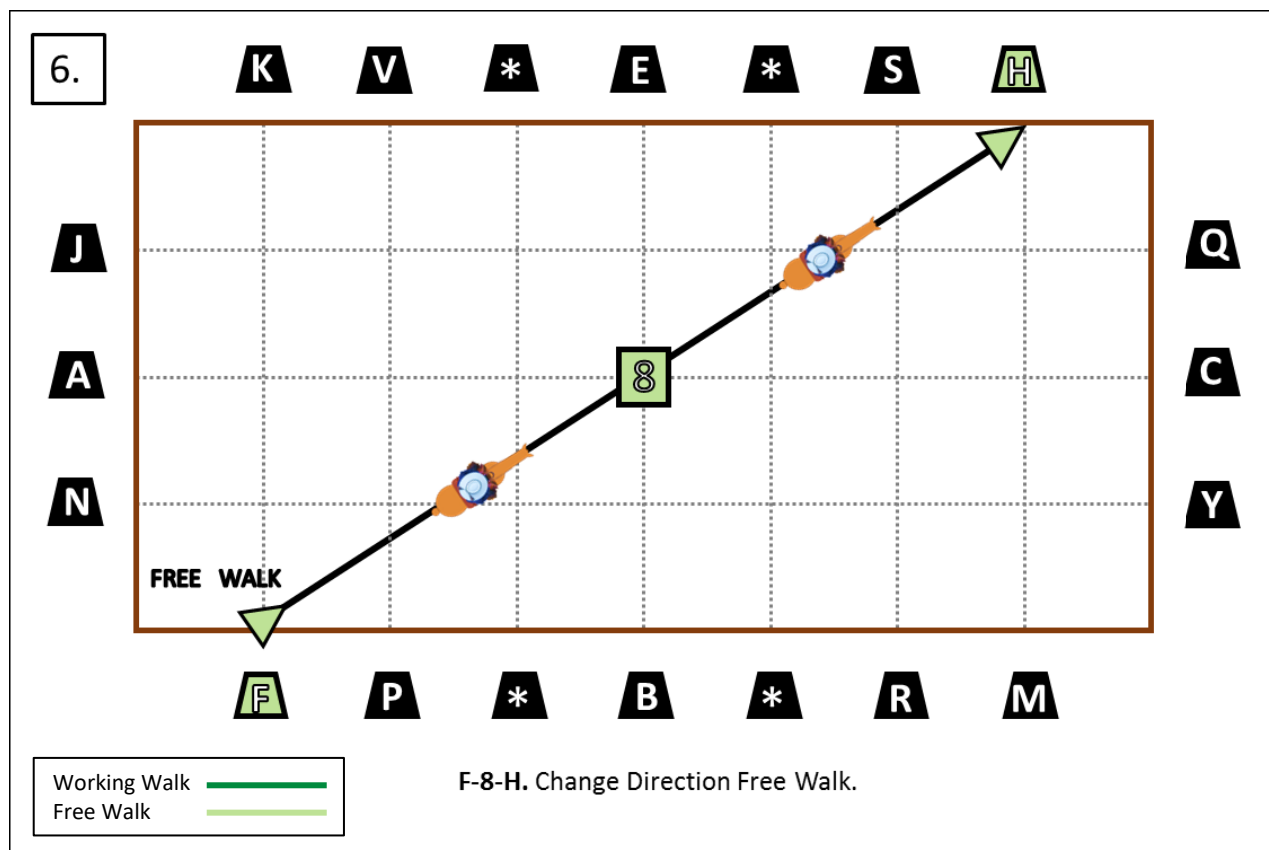 6.
K V * E * S H
J Q
8
A C
N Y
FREE WALK
F P * B * R M
Working Walk
Free Walk
F-8-H. Change Direction Free Walk.